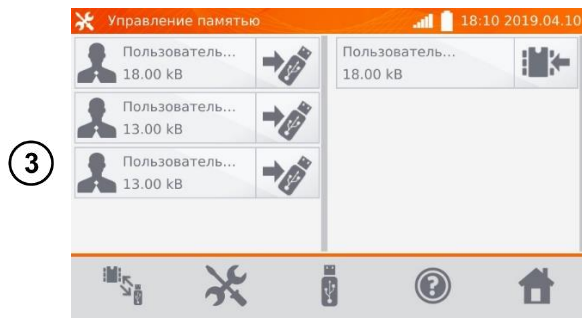 Управление памятью 18:10 2019.04.10
Пользователь... Пользователь...
18.00 kB 18.00 kB
Пользователь...
13.00 kB
3
Пользователь...
13.00 kB
?